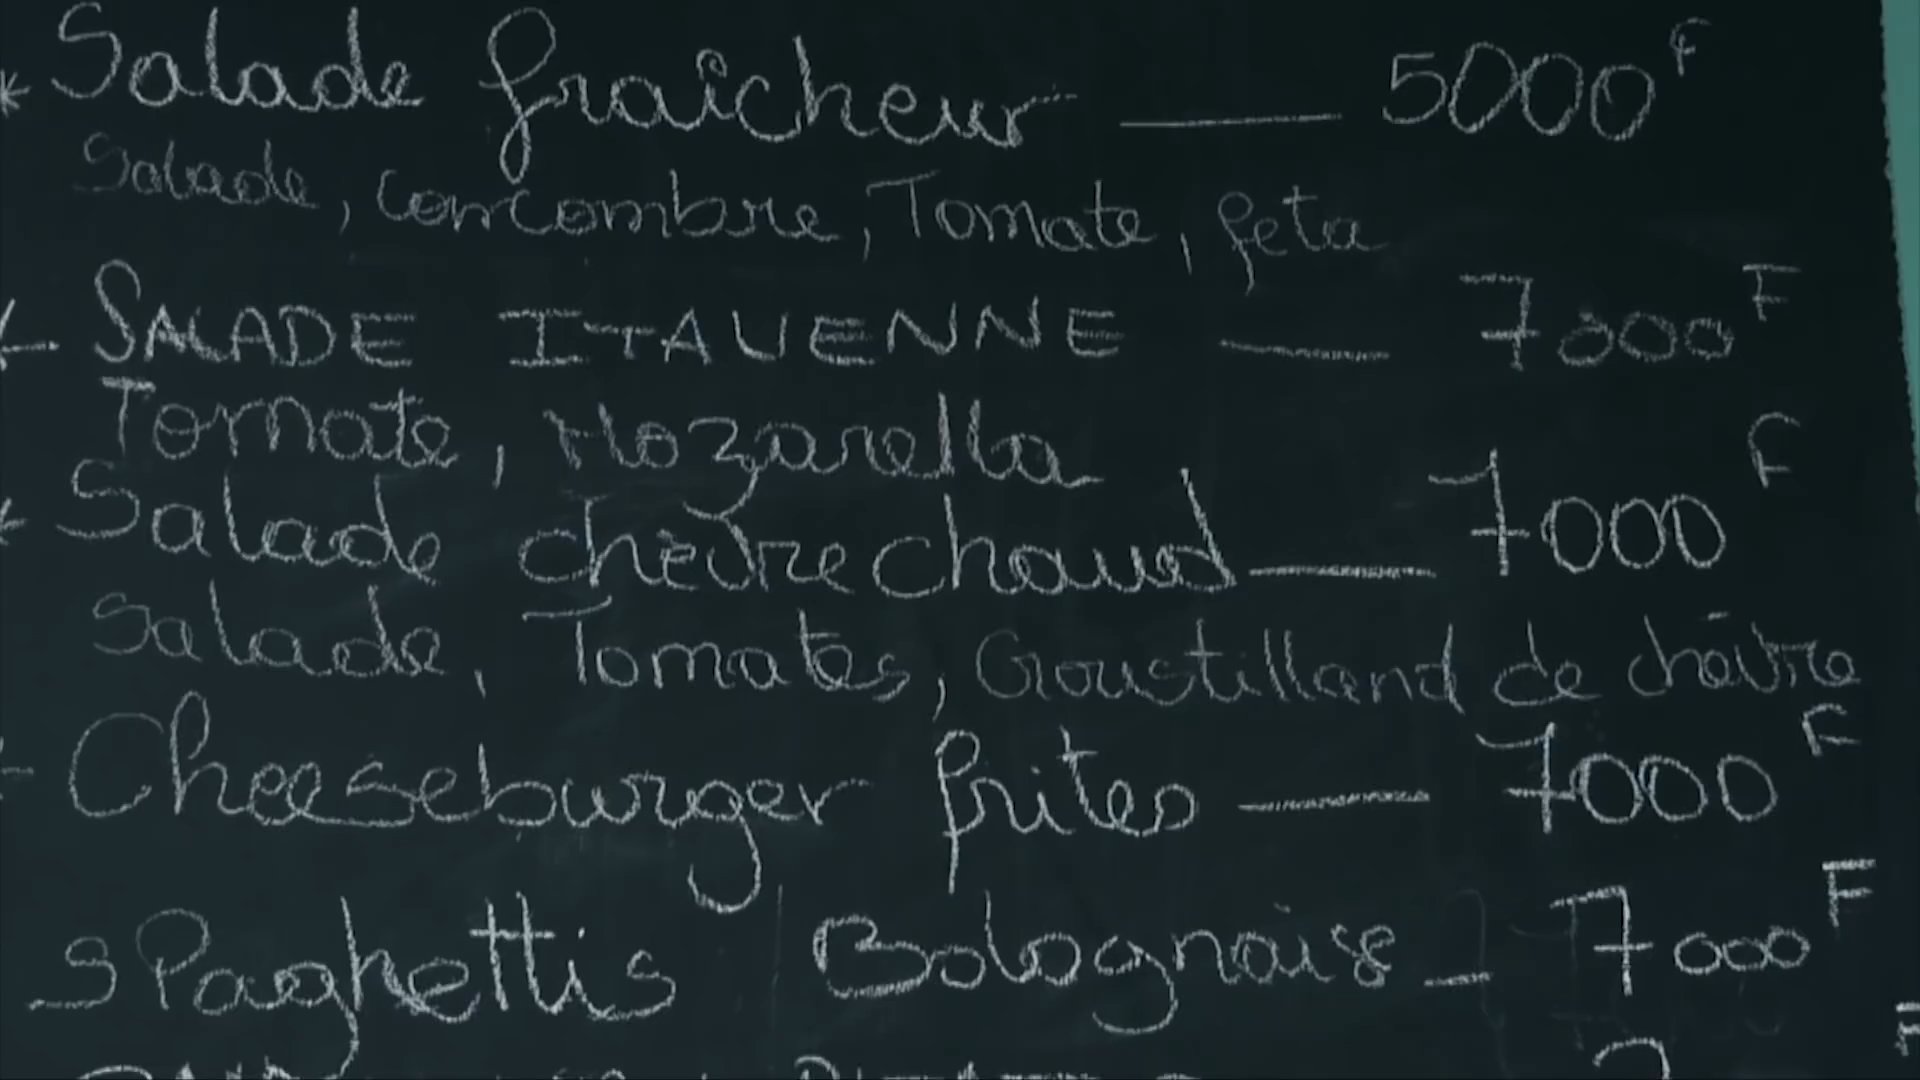 * Salade fraîcheur — 5000F
Salade, concombre, Tomate, feta
- SALADE ITALIENNE — 7000F
Tomate, Mozarella
* Salade chèvre chaud — 7000F
Salade, Tomates, Croustilland de chèvre
- Cheeseburger frites — 7000F
sPaghettis Bolognaise - 7000F